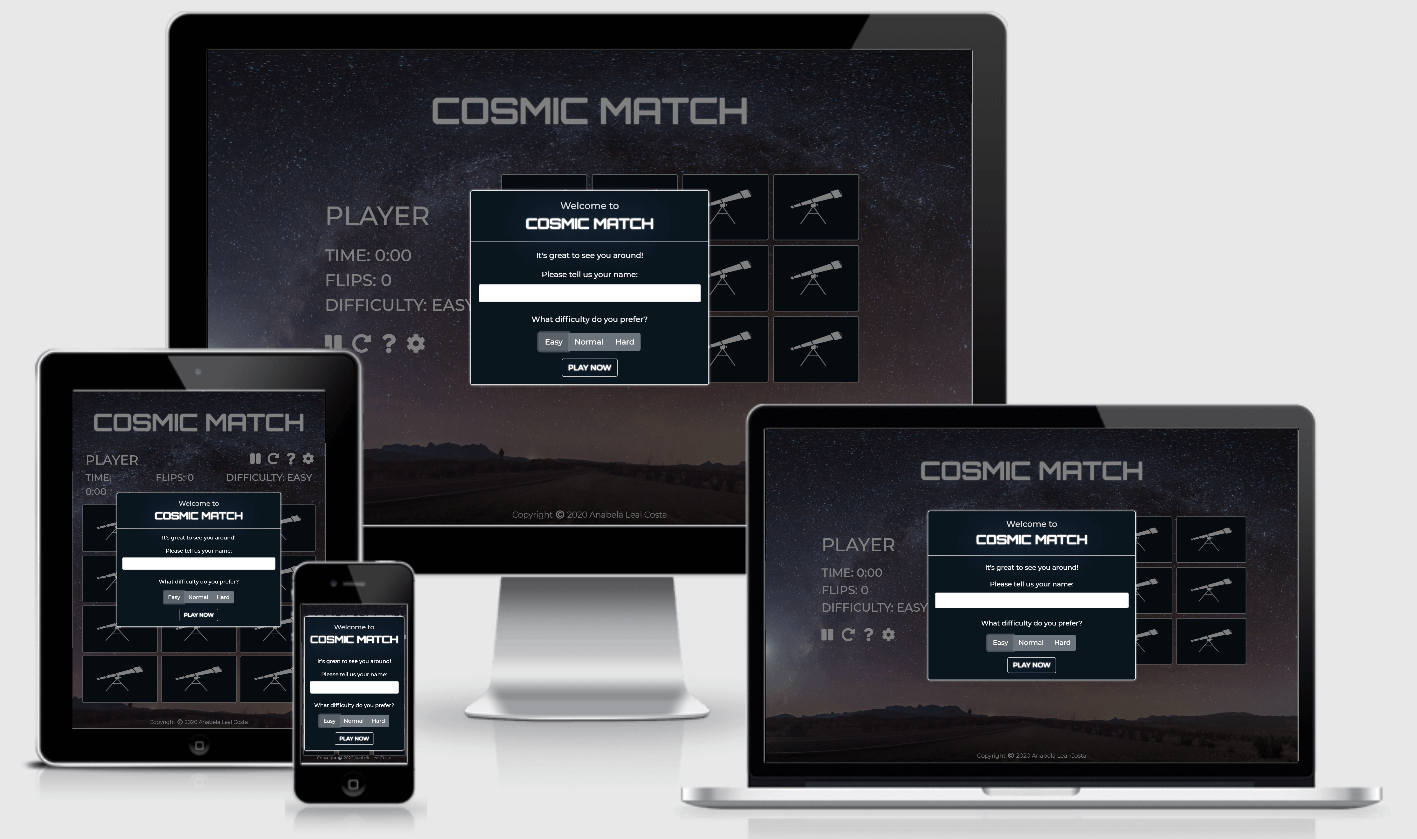 COSMIC MATCH
PLAYER
TIME: 0:00
FLIPS: 0
DIFFICULTY: EASY
Welcome to
COSMIC MATCH
It's great to see you around!
Please tell us your name:
What difficulty do you prefer?
Easy Normal Hard
PLAY NOW
Copyright © 2020 Anabela Leal Costa
COSMIC MATCH
PLAYER
TIME: FLIPS: 0 DIFFICULTY: EASY
0:00
Welcome to
COSMIC MATCH
It's great to see you around!
Please tell us your name:
What difficulty do you prefer?
Easy Normal Hard
PLAY NOW
Copyright © 2020 Anabela Leal Costa
Welcome to
COSMIC MATCH
It's great to see you around!
Please tell us your name:
What difficulty do you prefer?
Easy Normal Hard
PLAY NOW
Copyright © 2020 Anabela Leal Costa
COSMIC MATCH
PLAYER
TIME: 0:00
FLIPS: 0
DIFFICULTY: EASY
Welcome to
COSMIC MATCH
It's great to see you around!
Please tell us your name:
What difficulty do you prefer?
Easy Normal Hard
PLAY NOW
Copyright © 2020 Anabela Leal Costa